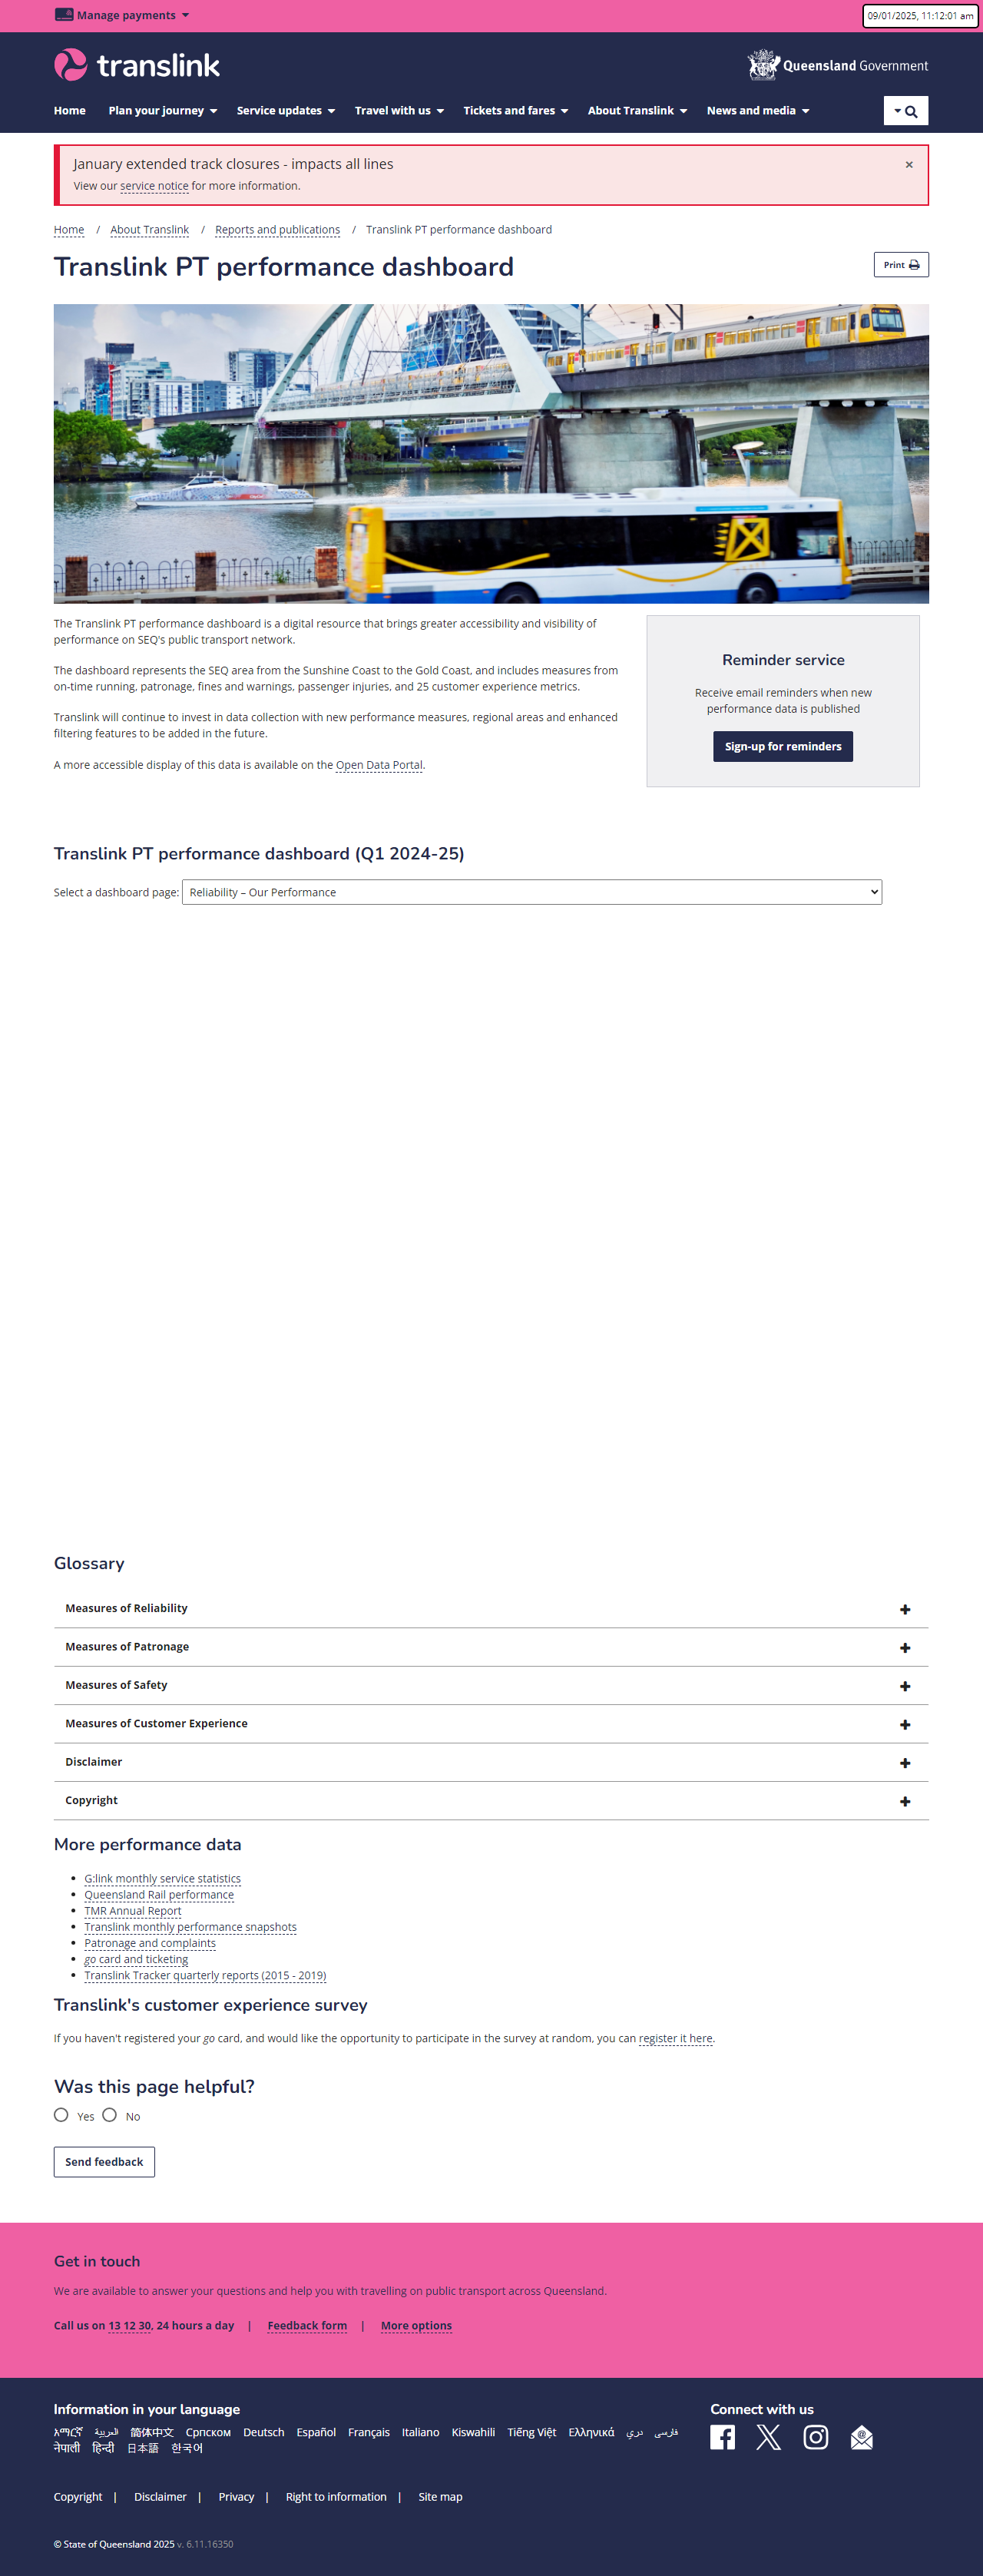 Manage payments
09/01/2025, 11:12:01 am
translink
Queensland Government
Home Plan your journey Service updates Travel with us Tickets and fares About Translink News and media
January extended track closures - impacts all lines
×
View our service notice for more information.
Home / About Translink / Reports and publications / Translink PT performance dashboard
Translink PT performance dashboard
Print
The Translink PT performance dashboard is a digital resource that brings greater accessibility and visibility of
performance on SEQ's public transport network.
The dashboard represents the SEQ area from the Sunshine Coast to the Gold Coast, and includes measures from
on-time running, patronage, fines and warnings, passenger injuries, and 25 customer experience metrics.
Translink will continue to invest in data collection with new performance measures, regional areas and enhanced
filtering features to be added in the future.
A more accessible display of this data is available on the Open Data Portal.
Reminder service
Receive email reminders when new
performance data is published
Sign-up for reminders
Translink PT performance dashboard (Q1 2024-25)
Select a dashboard page: Reliability – Our Performance
Glossary
Measures of Reliability
Measures of Patronage
Measures of Safety
Measures of Customer Experience
Disclaimer
Copyright
More performance data
• G:link monthly service statistics
• Queensland Rail performance
• TMR Annual Report
• Translink monthly performance snapshots
• Patronage and complaints
• go card and ticketing
• Translink Tracker quarterly reports (2015 - 2019)
Translink's customer experience survey
If you haven't registered your go card, and would like the opportunity to participate in the survey at random, you can register it here.
Was this page helpful?
Yes No
Send feedback
Get in touch
We are available to answer your questions and help you with travelling on public transport across Queensland.
Call us on 13 12 30, 24 hours a day | Feedback form | More options
Information in your language
አማርኛ العربية 简体中文 Српском Deutsch Español Français Italiano Kiswahili Tiếng Việt Ελληνικά دری فارسی
नेपाली हिन्दी 日本語 한국어
Connect with us
Copyright | Disclaimer | Privacy | Right to information | Site map
© State of Queensland 2025 v. 6.11.16350